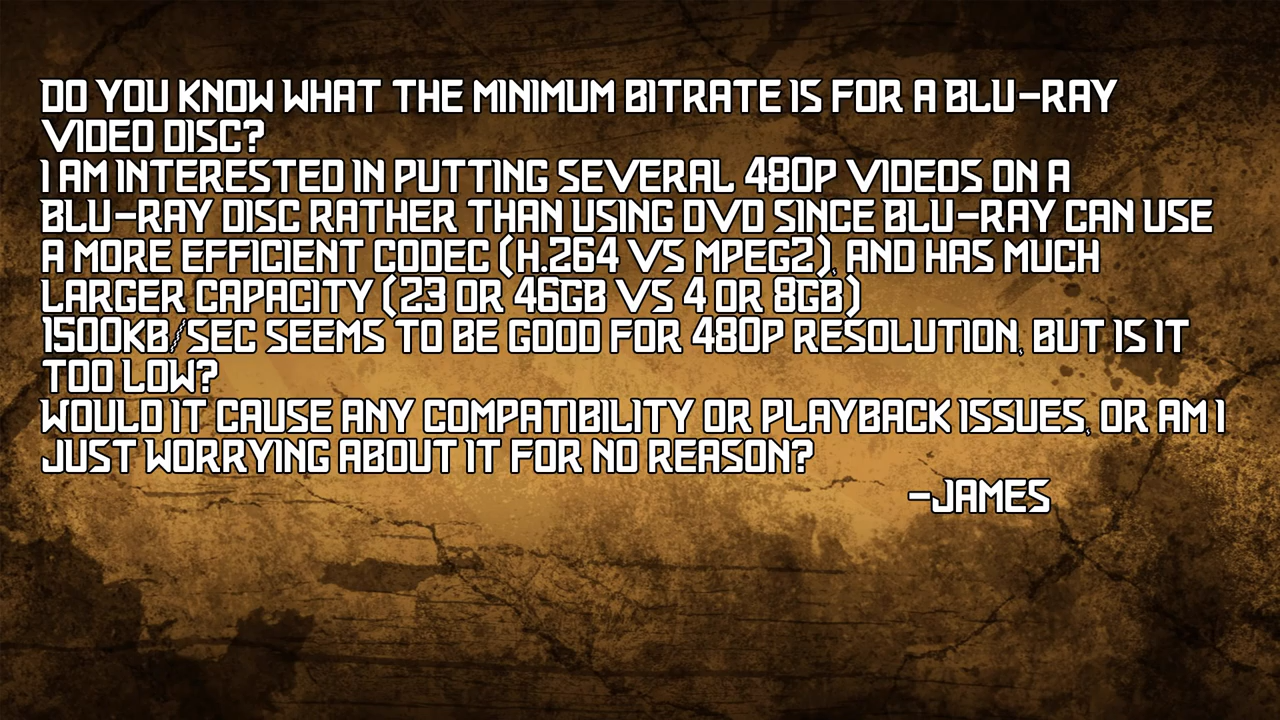 DO YOU KNOW WHAT THE MINIMUM BITRATE IS FOR A BLU-RAY
VIDEO DISC?
I AM INTERESTED IN PUTTING SEVERAL 480P VIDEOS ON A
BLU-RAY DISC RATHER THAN USING DVD SINCE BLU-RAY CAN USE
A MORE EFFICIENT CODEC (H.264 VS MPEG2), AND HAS MUCH
LARGER CAPACITY (23 OR 46GB VS 4 OR 8GB)
1500KB/SEC SEEMS TO BE GOOD FOR 480P RESOLUTION, BUT IS IT
TOO LOW?
WOULD IT CAUSE ANY COMPATIBILITY OR PLAYBACK ISSUES, OR AM I
JUST WORRYING ABOUT IT FOR NO REASON?
-JAMES